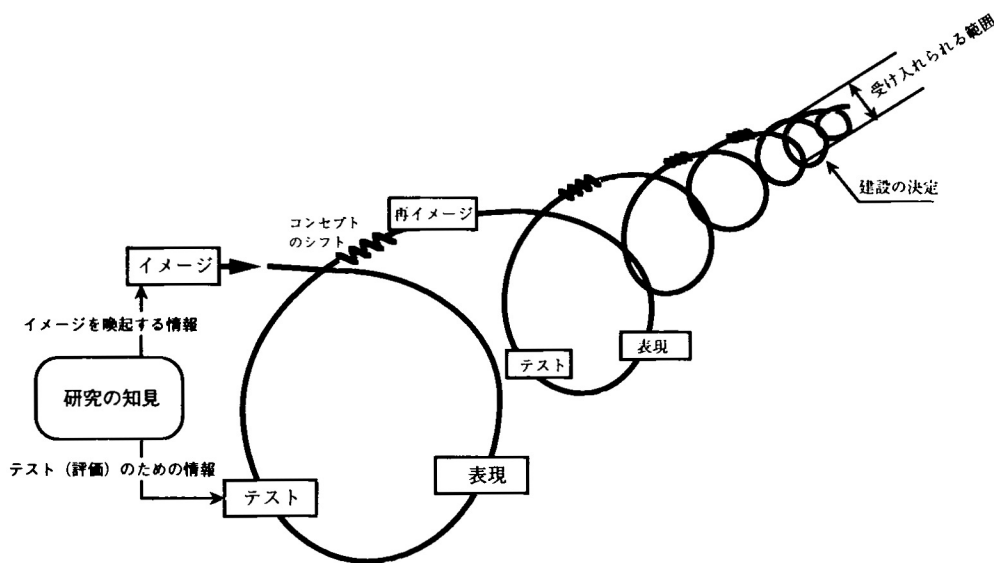 受け入れられる範囲
建設の決定
コンセプト
のシフト
再イメージ
イメージ
イメージを喚起する情報
研究の知見
テスト（評価）のための情報
テスト
表現
テスト
表現